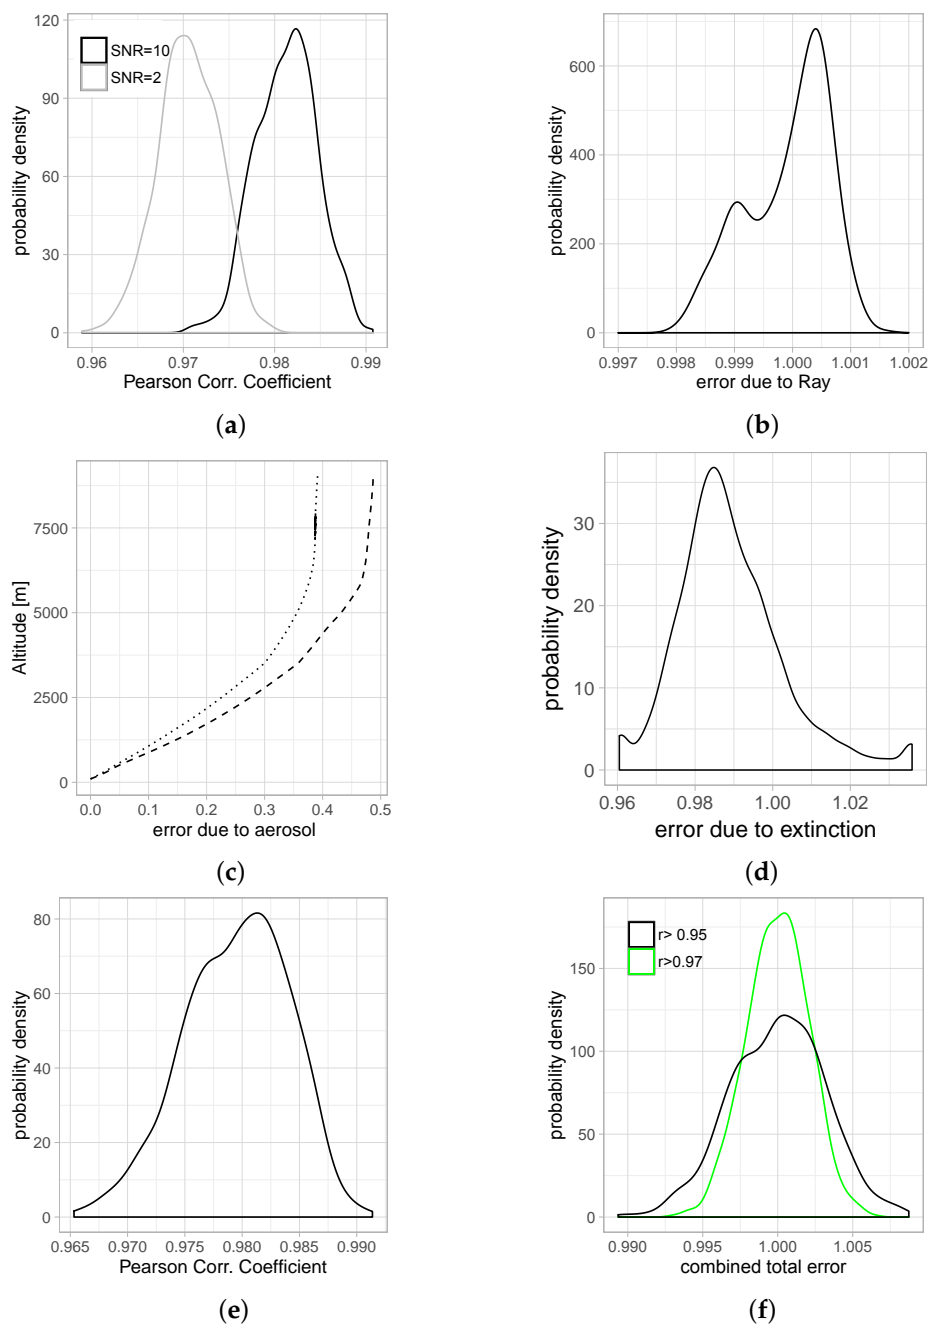 120
90
60
30
0
probability density
SNR=10
SNR=2
0.96 0.97 0.98 0.99
Pearson Corr. Coefficient
(a)
600
400
200
0
probability density
0.997 0.998 0.999 1.000 1.001 1.002
error due to Ray
(b)
7500
5000
2500
0
Altitude [m]
0.0 0.1 0.2 0.3 0.4 0.5
error due to aerosol
(c)
30
20
10
0
probability density
0.96 0.98 1.00 1.02
error due to extinction
(d)
80
60
40
20
0
probability density
0.965 0.970 0.975 0.980 0.985 0.990
Pearson Corr. Coefficient
(e)
150
100
50
0
probability density
r> 0.95
r>0.97
0.990 0.995 1.000 1.005
combined total error
(f)